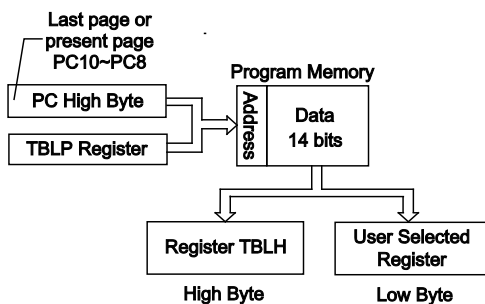 Last page or
present page
PC10~PC8
Program Memory
PC High Byte
TBLP Register
Address
Data
14 bits
Register TBLH
User Selected
Register
High Byte
Low Byte